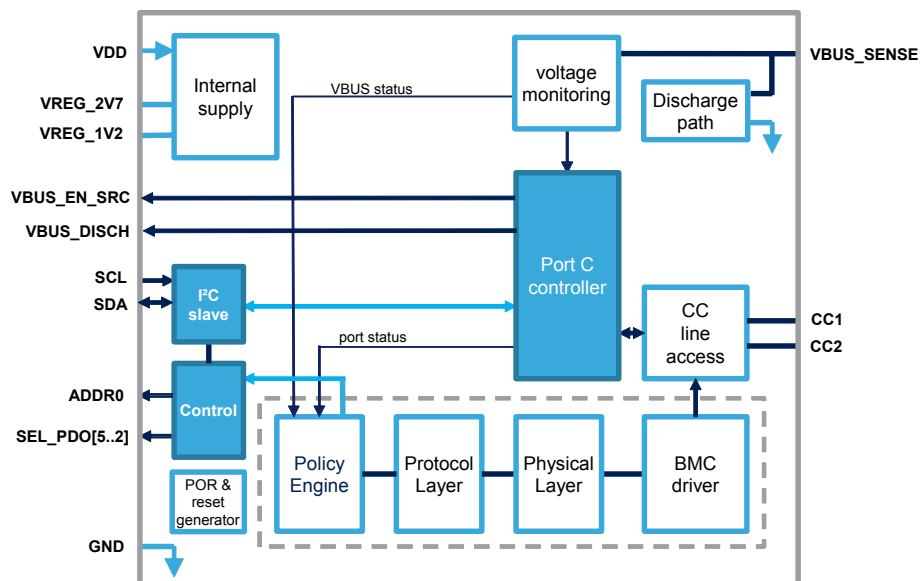 VDD
VREG_2V7
VREG_1V2
VBUS_EN_SRC
VBUS_DISCH
SCL
SDA
ADDR0
SEL_PDO[5..2]
GND
Internal
supply
VBUS status
voltage
monitoring
Discharge
path
VBUS_SENSE
I²C
slave
Control
POR &
reset
generator
Port C
controller
port status
CC
line
access
CC1
CC2
Policy
Engine
Protocol
Layer
Physical
Layer
BMC
driver